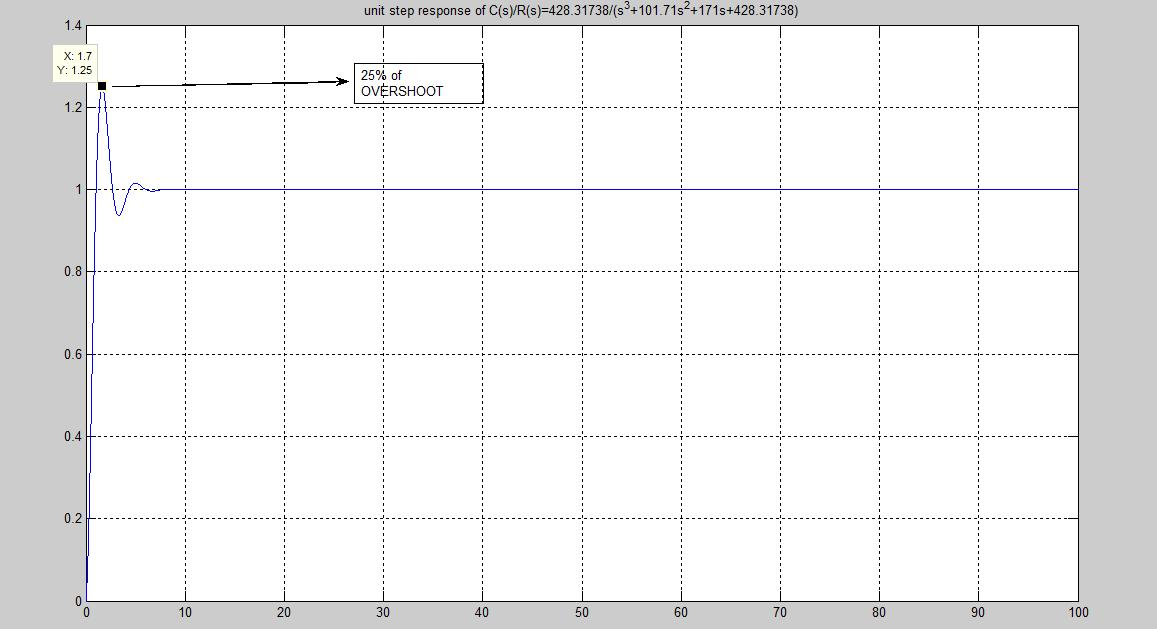 unit step response of C(s)/R(s)=428.31738/(s³+101.71s²+171s+428.31738)
1.4
X: 1.7
Y: 1.25
25% of
OVERSHOOT
1.2
1
0.8
0.6
0.4
0.2
0
0 10 20 30 40 50 60 70 80 90 100